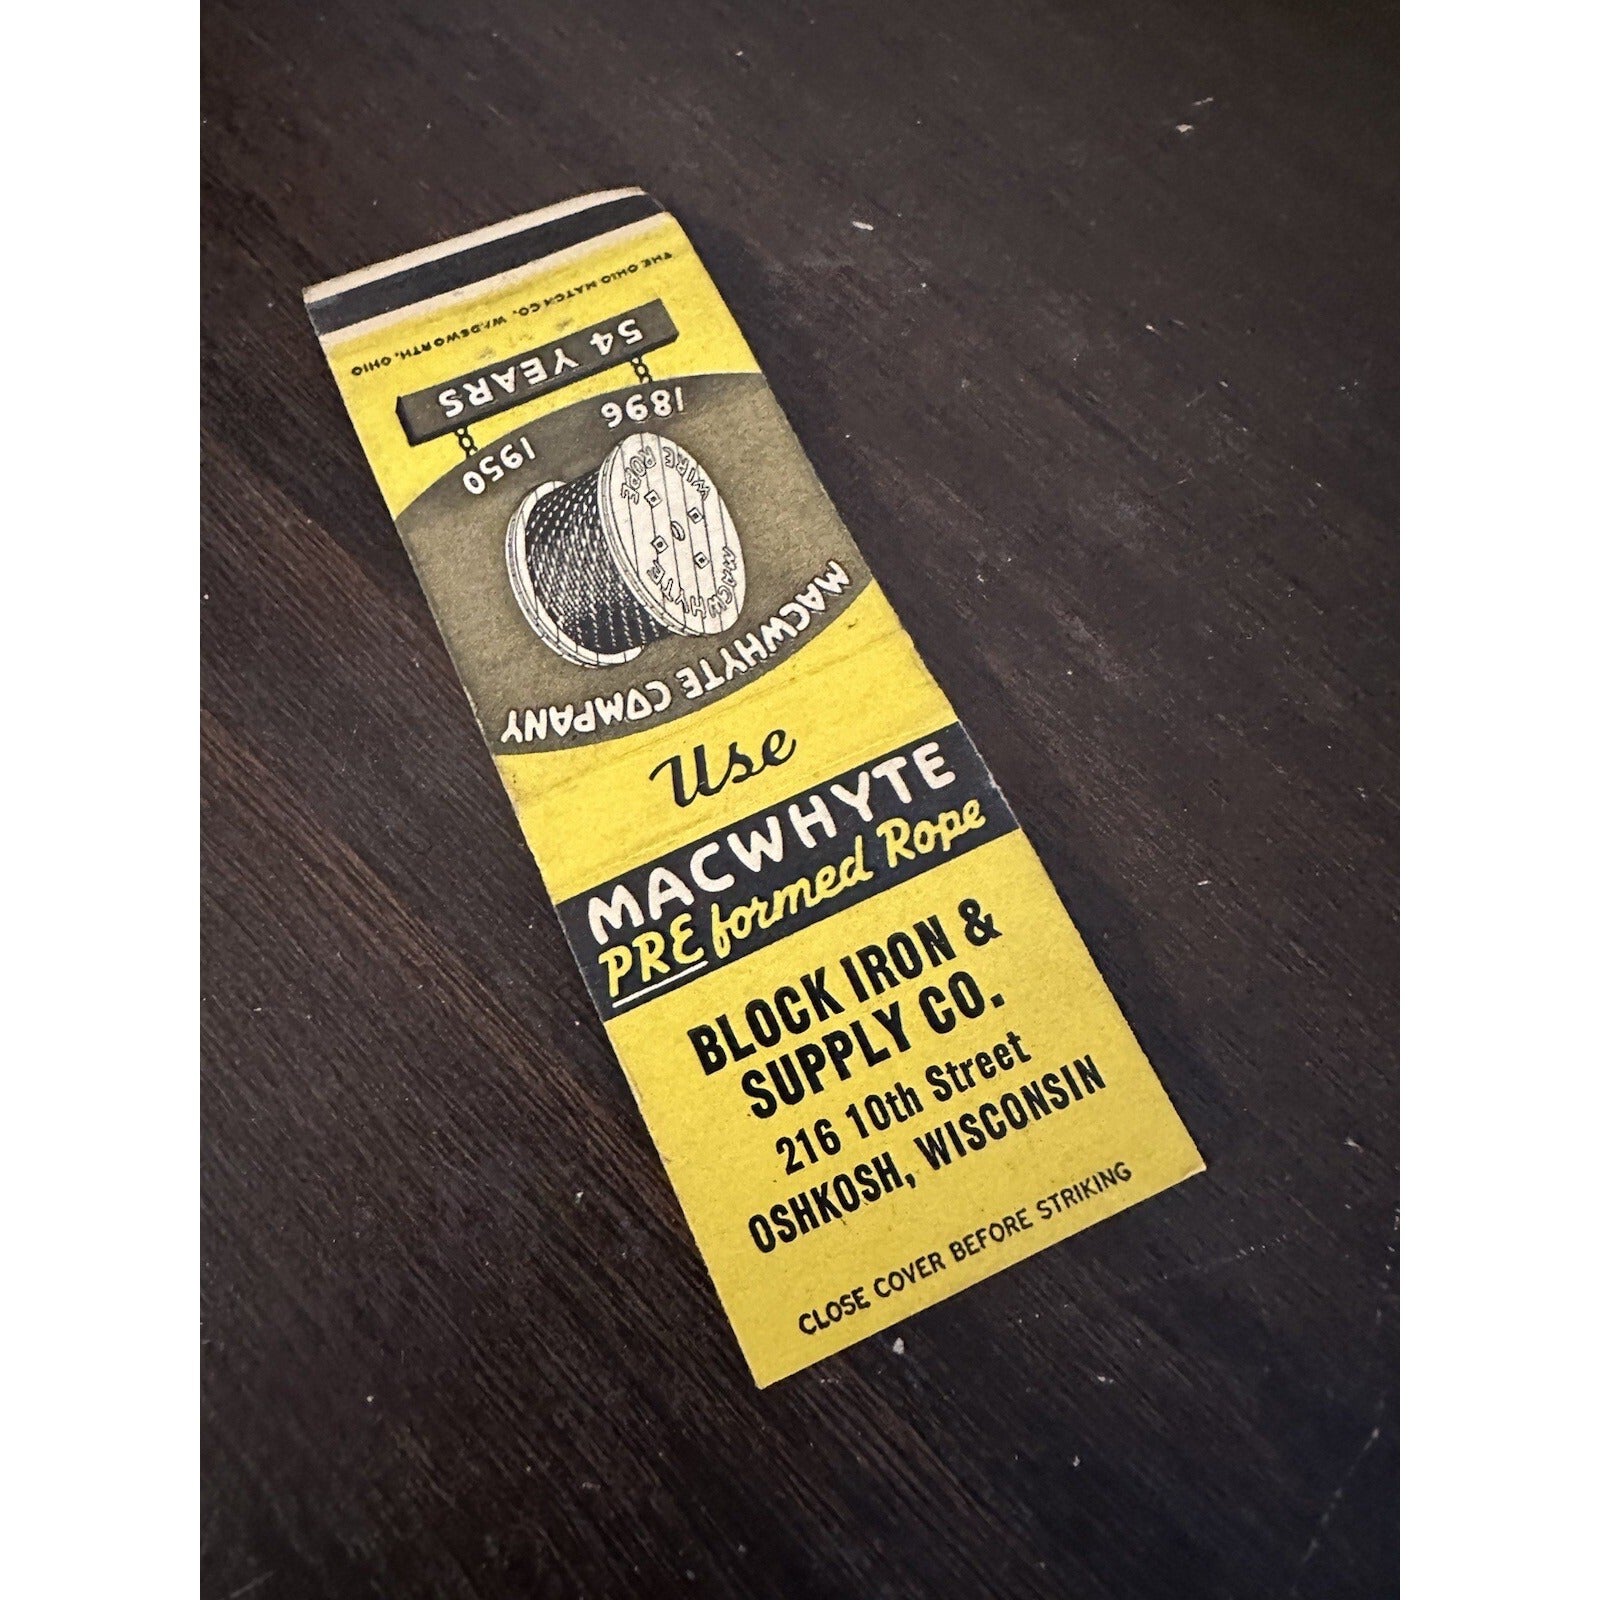 THE OHIO MATCH CO. WADSWORTH, OHIO
54 YEARS
1896 1950
MACWHYTE
WIRE ROPE
MACWHYTE COMPANY
Use
MACWHYTE
PREformed Rope
BLOCK IRON &
SUPPLY CO.
216 10th Street
OSHKOSH, WISCONSIN
CLOSE COVER BEFORE STRIKING